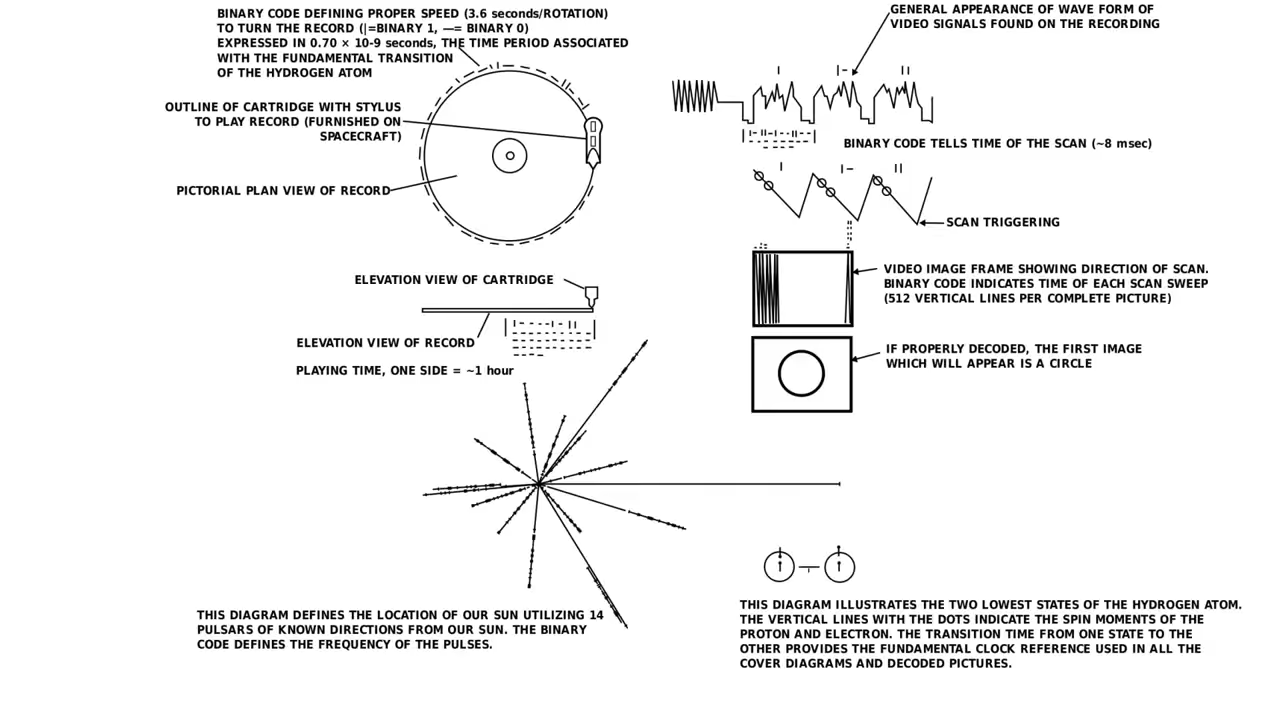 BINARY CODE DEFINING PROPER SPEED (3.6 seconds/ROTATION)
TO TURN THE RECORD (|=BINARY 1, —= BINARY 0)
EXPRESSED IN 0.70 × 10-9 seconds, THE TIME PERIOD ASSOCIATED
WITH THE FUNDAMENTAL TRANSITION
OF THE HYDROGEN ATOM
OUTLINE OF CARTRIDGE WITH STYLUS
TO PLAY RECORD (FURNISHED ON
SPACECRAFT)
PICTORIAL PLAN VIEW OF RECORD
ELEVATION VIEW OF CARTRIDGE
ELEVATION VIEW OF RECORD
PLAYING TIME, ONE SIDE = ~1 hour
GENERAL APPEARANCE OF WAVE FORM OF
VIDEO SIGNALS FOUND ON THE RECORDING
BINARY CODE TELLS TIME OF THE SCAN (~8 msec)
SCAN TRIGGERING
VIDEO IMAGE FRAME SHOWING DIRECTION OF SCAN.
BINARY CODE INDICATES TIME OF EACH SCAN SWEEP
(512 VERTICAL LINES PER COMPLETE PICTURE)
IF PROPERLY DECODED, THE FIRST IMAGE
WHICH WILL APPEAR IS A CIRCLE
THIS DIAGRAM DEFINES THE LOCATION OF OUR SUN UTILIZING 14
PULSARS OF KNOWN DIRECTIONS FROM OUR SUN. THE BINARY
CODE DEFINES THE FREQUENCY OF THE PULSES.
THIS DIAGRAM ILLUSTRATES THE TWO LOWEST STATES OF THE HYDROGEN ATOM.
THE VERTICAL LINES WITH THE DOTS INDICATE THE SPIN MOMENTS OF THE
PROTON AND ELECTRON. THE TRANSITION TIME FROM ONE STATE TO THE
OTHER PROVIDES THE FUNDAMENTAL CLOCK REFERENCE USED IN ALL THE
COVER DIAGRAMS AND DECODED PICTURES.